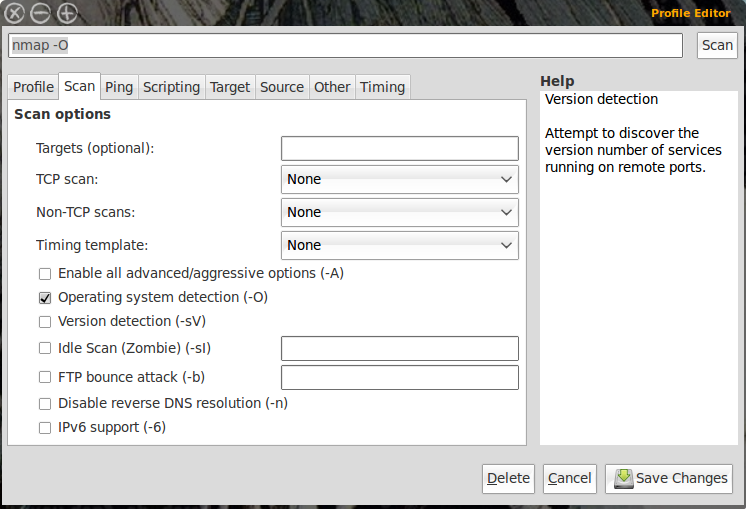 Profile Editor
nmap -O
Scan
Profile Scan Ping Scripting Target Source Other Timing
Help
Scan options
Version detection
Attempt to discover the
version number of services
running on remote ports.
Targets (optional):
TCP scan: None
Non-TCP scans: None
Timing template: None
Enable all advanced/aggressive options (-A)
Operating system detection (-O)
Version detection (-sV)
Idle Scan (Zombie) (-sI)
FTP bounce attack (-b)
Disable reverse DNS resolution (-n)
IPv6 support (-6)
Delete Cancel Save Changes